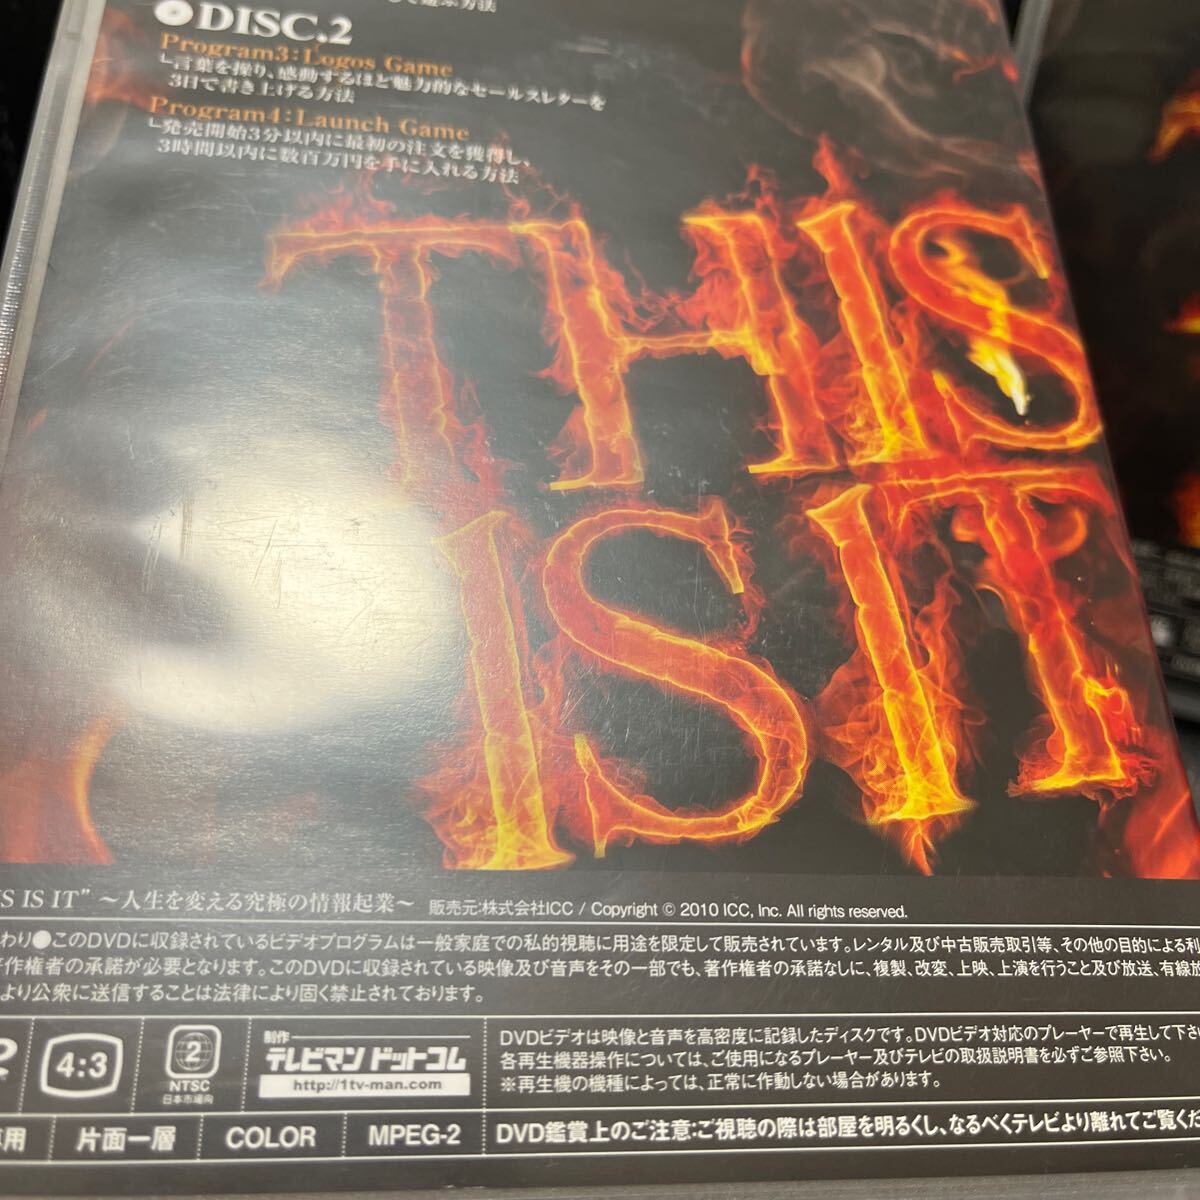 で遊ぶ方法
DISC.2
Program3:Logos Game
└言葉を操り、感動するほど魅力的なセールスレターを
3日で書き上げる方法
Program4:Launch Game
└発売開始3分以内に最初の注文を獲得し、
3時間以内に数百万円を手に入れる方法
THIS
IS IT
IS IS IT" ～人生を変える究極の情報起業～ 販売元:株式会社ICC / Copyright © 2010 ICC, Inc. All rights reserved.
わり●このDVDに収録されているビデオプログラムは一般家庭での私的視聴に用途を限定して販売されています。レンタル及び中古販売取引等、その他の目的による利
著作権者の承諾が必要となります。このDVDに収録されている映像及び音声をその一部でも、著作権者の承諾なしに、複製、改変、上映、上演を行うこと及び放送、有線放
より公衆に送信することは法律により固く禁止されております。
4:3
2
NTSC
日本市場向
制作
テレビマンドットコム
http://1tv-man.com
DVDビデオは映像と音声を高密度に記録したディスクです。DVDビデオ対応のプレーヤーで再生して下さ
各再生機器操作については、ご使用になるプレーヤー及びテレビの取扱説明書を必ずご参照下さい。
※再生機の機種によっては、正常に作動しない場合があります。
専用
片面一層
COLOR
MPEG-2
DVD鑑賞上のご注意:ご視聴の際は部屋を明るくし、なるべくテレビより離れてご覧くだ